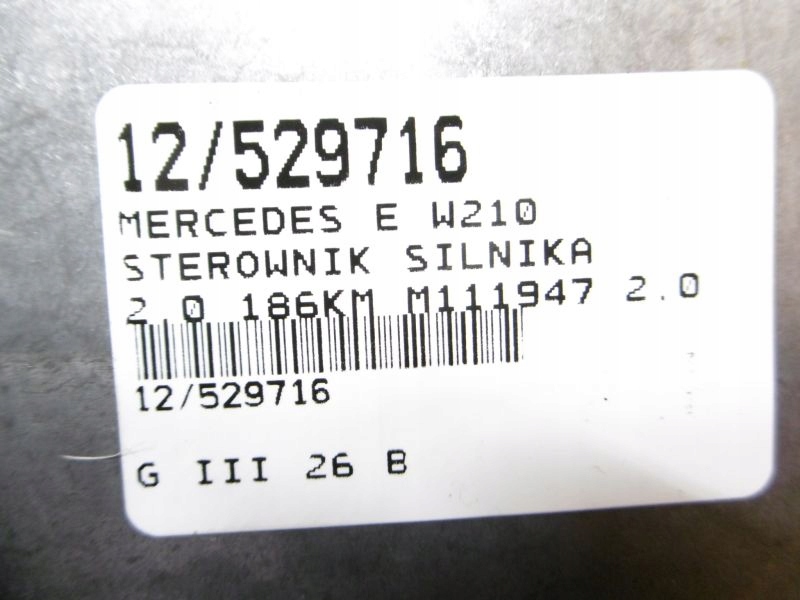 12/529716
MERCEDES E W210
STEROWNIK SILNIKA
2.0 186KM M111947 2.0
12/529716
G III 26 B